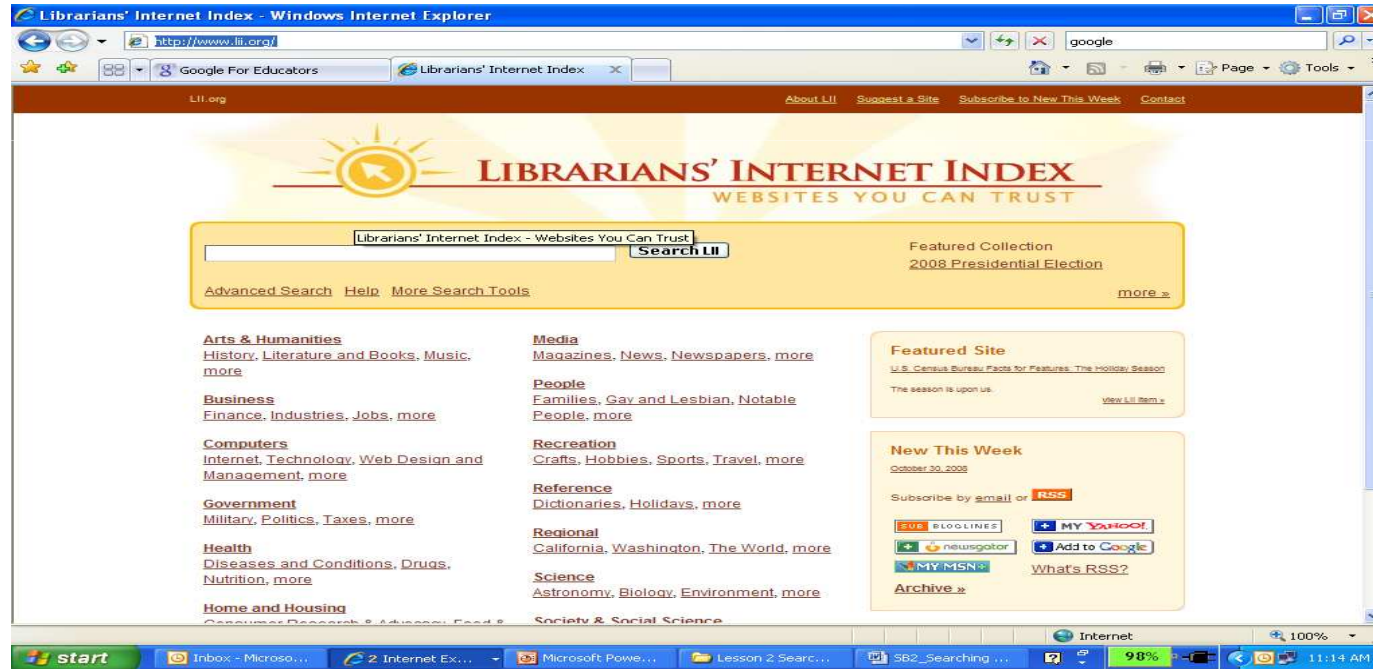 Librarians' Internet Index - Windows Internet Explorer
http://www.lii.org/
google
Google For Educators
Librarians' Internet Index
Page
Tools
LII.org
About LII Suggest a Site Subscribe to New This Week Contact
LIBRARIANS' INTERNET INDEX
WEBSITES YOU CAN TRUST
Librarians' Internet Index - Websites You Can Trust
Search LII
Advanced Search Help More Search Tools
Featured Collection
2008 Presidential Election
more »
Arts & Humanities
History, Literature and Books, Music,
more
Business
Finance, Industries, Jobs, more
Computers
Internet, Technology, Web Design and
Management, more
Government
Military, Politics, Taxes, more
Health
Diseases and Conditions, Drugs,
Nutrition, more
Home and Housing
Media
Magazines, News, Newspapers, more
People
Families, Gay and Lesbian, Notable
People, more
Recreation
Crafts, Hobbies, Sports, Travel, more
Reference
Dictionaries, Holidays, more
Regional
California, Washington, The World, more
Science
Astronomy, Biology, Environment, more
Society & Social Science
Featured Site
U.S. Census Bureau Facts for Features: The Holiday Season
The season is upon us.
View LII Item »
New This Week
October 30, 2008
Subscribe by email or RSS
SUB BLOGLINES
MY YAHOO!
newsgator
Add to Google
MY MSN
What's RSS?
Archive »
Internet
100%
start
Inbox - Microso...
2 Internet Ex...
Microsoft Powe...
Lesson 2 Searc...
SB2_Searching ...
98%
11:14 AM